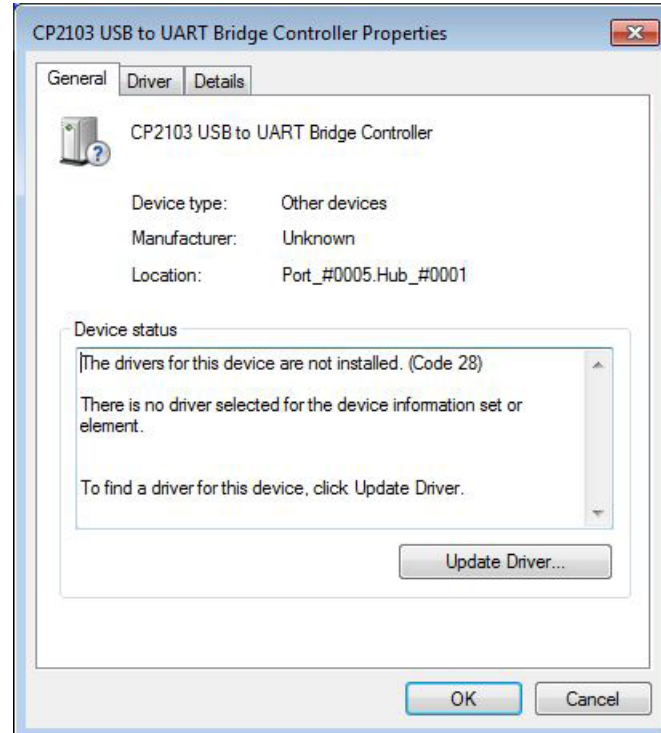 CP2103 USB to UART Bridge Controller Properties
General Driver Details
CP2103 USB to UART Bridge Controller
Device type: Other devices
Manufacturer: Unknown
Location: Port_#0005.Hub_#0001
Device status
The drivers for this device are not installed. (Code 28)
There is no driver selected for the device information set or
element.
To find a driver for this device, click Update Driver.
Update Driver...
OK Cancel